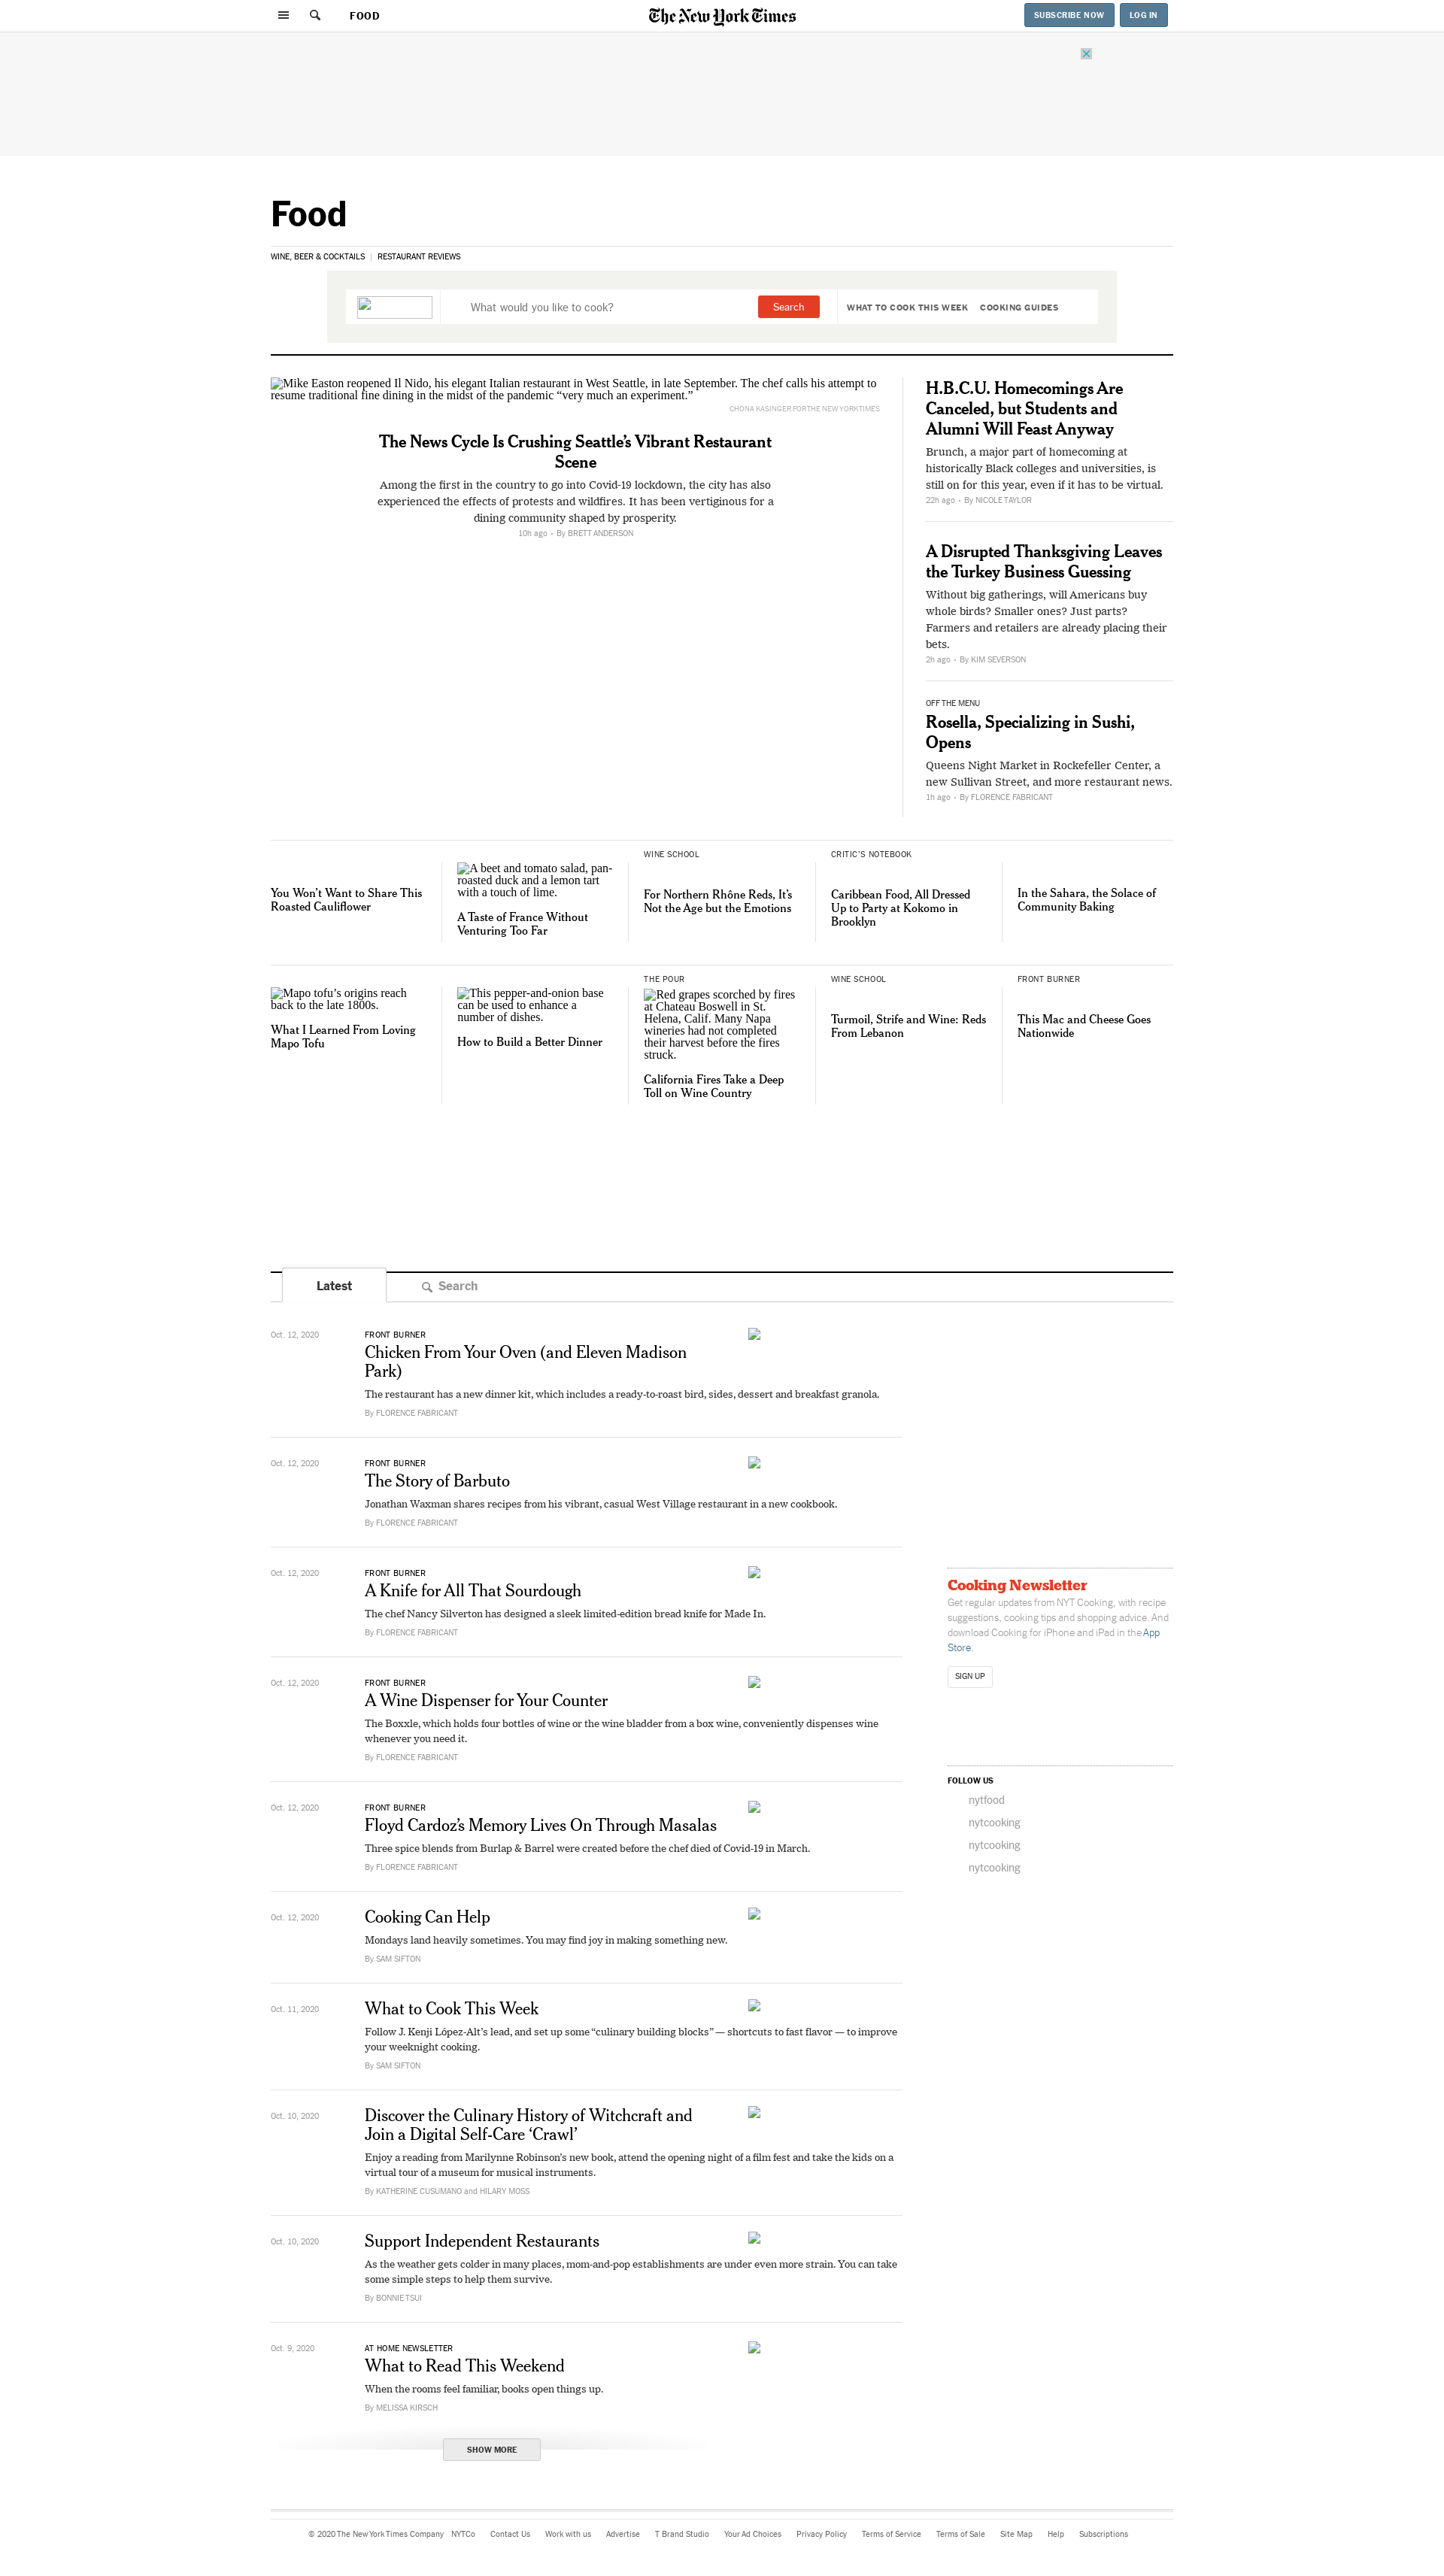 FOOD
The New York Times
SUBSCRIBE NOW
LOG IN
Food
WINE, BEER & COCKTAILS
RESTAURANT REVIEWS
What would you like to cook?
Search
WHAT TO COOK THIS WEEK
COOKING GUIDES
Mike Easton reopened Il Nido, his elegant Italian restaurant in West Seattle, in late September. The chef calls his attempt to
resume traditional fine dining in the midst of the pandemic “very much an experiment.”
CHONA KASINGER FOR THE NEW YORK TIMES
The News Cycle Is Crushing Seattle’s Vibrant Restaurant
Scene
Among the first in the country to go into Covid-19 lockdown, the city has also
experienced the effects of protests and wildfires. It has been vertiginous for a
dining community shaped by prosperity.
10h ago • By BRETT ANDERSON
H.B.C.U. Homecomings Are
Canceled, but Students and
Alumni Will Feast Anyway
Brunch, a major part of homecoming at
historically Black colleges and universities, is
still on for this year, even if it has to be virtual.
22h ago • By NICOLE TAYLOR
A Disrupted Thanksgiving Leaves
the Turkey Business Guessing
Without big gatherings, will Americans buy
whole birds? Smaller ones? Just parts?
Farmers and retailers are already placing their
bets.
2h ago • By KIM SEVERSON
OFF THE MENU
Rosella, Specializing in Sushi,
Opens
Queens Night Market in Rockefeller Center, a
new Sullivan Street, and more restaurant news.
1h ago • By FLORENCE FABRICANT
You Won’t Want to Share This
Roasted Cauliflower
A beet and tomato salad, pan-
roasted duck and a lemon tart
with a touch of lime.
A Taste of France Without
Venturing Too Far
WINE SCHOOL
For Northern Rhône Reds, It’s
Not the Age but the Emotions
CRITIC’S NOTEBOOK
Caribbean Food, All Dressed
Up to Party at Kokomo in
Brooklyn
In the Sahara, the Solace of
Community Baking
Mapo tofu’s origins reach
back to the late 1800s.
What I Learned From Loving
Mapo Tofu
This pepper-and-onion base
can be used to enhance a
number of dishes.
How to Build a Better Dinner
THE POUR
Red grapes scorched by fires
at Chateau Boswell in St.
Helena, Calif. Many Napa
wineries had not completed
their harvest before the fires
struck.
California Fires Take a Deep
Toll on Wine Country
WINE SCHOOL
Turmoil, Strife and Wine: Reds
From Lebanon
FRONT BURNER
This Mac and Cheese Goes
Nationwide
Latest
Search
Oct. 12, 2020
FRONT BURNER
Chicken From Your Oven (and Eleven Madison
Park)
The restaurant has a new dinner kit, which includes a ready-to-roast bird, sides, dessert and breakfast granola.
By FLORENCE FABRICANT
Oct. 12, 2020
FRONT BURNER
The Story of Barbuto
Jonathan Waxman shares recipes from his vibrant, casual West Village restaurant in a new cookbook.
By FLORENCE FABRICANT
Oct. 12, 2020
FRONT BURNER
A Knife for All That Sourdough
The chef Nancy Silverton has designed a sleek limited-edition bread knife for Made In.
By FLORENCE FABRICANT
Oct. 12, 2020
FRONT BURNER
A Wine Dispenser for Your Counter
The Boxxle, which holds four bottles of wine or the wine bladder from a box wine, conveniently dispenses wine
whenever you need it.
By FLORENCE FABRICANT
Oct. 12, 2020
FRONT BURNER
Floyd Cardoz’s Memory Lives On Through Masalas
Three spice blends from Burlap & Barrel were created before the chef died of Covid-19 in March.
By FLORENCE FABRICANT
Oct. 12, 2020
Cooking Can Help
Mondays land heavily sometimes. You may find joy in making something new.
By SAM SIFTON
Oct. 11, 2020
What to Cook This Week
Follow J. Kenji López-Alt’s lead, and set up some “culinary building blocks” — shortcuts to fast flavor — to improve
your weeknight cooking.
By SAM SIFTON
Oct. 10, 2020
Discover the Culinary History of Witchcraft and
Join a Digital Self-Care ‘Crawl’
Enjoy a reading from Marilynne Robinson’s new book, attend the opening night of a film fest and take the kids on a
virtual tour of a museum for musical instruments.
By KATHERINE CUSUMANO and HILARY MOSS
Oct. 10, 2020
Support Independent Restaurants
As the weather gets colder in many places, mom-and-pop establishments are under even more strain. You can take
some simple steps to help them survive.
By BONNIE TSUI
Oct. 9, 2020
AT HOME NEWSLETTER
What to Read This Weekend
When the rooms feel familiar, books open things up.
By MELISSA KIRSCH
SHOW MORE
Cooking Newsletter
Get regular updates from NYT Cooking, with recipe
suggestions, cooking tips and shopping advice. And
download Cooking for iPhone and iPad in the App
Store.
SIGN UP
FOLLOW US
nytfood
nytcooking
nytcooking
nytcooking
© 2020 The New York Times Company NYTCo Contact Us Work with us Advertise T Brand Studio Your Ad Choices Privacy Policy Terms of Service Terms of Sale Site Map Help Subscriptions